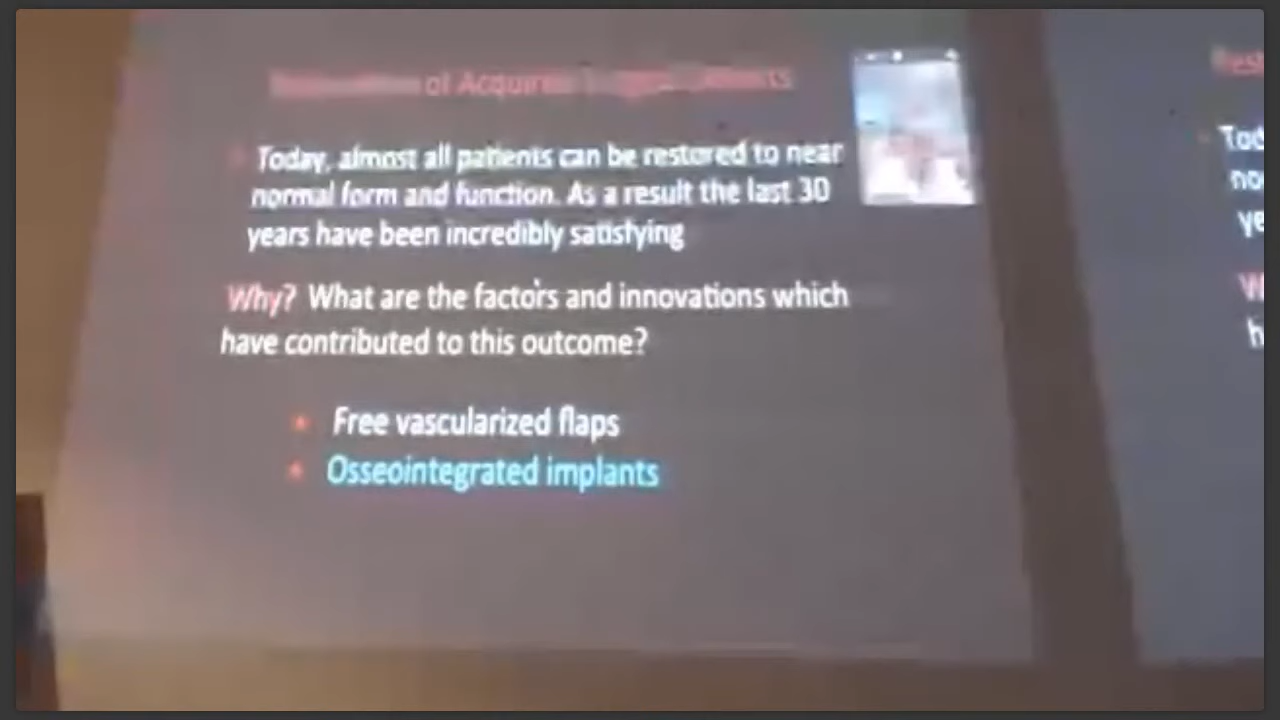 of Acquired
Today, almost all patients can be restored to near
normal form and function. As a result the last 30
years have been incredibly satisfying
Why? What are the factors and innovations which
have contributed to this outcome?
Free vascularized flaps
Osseointegrated implants